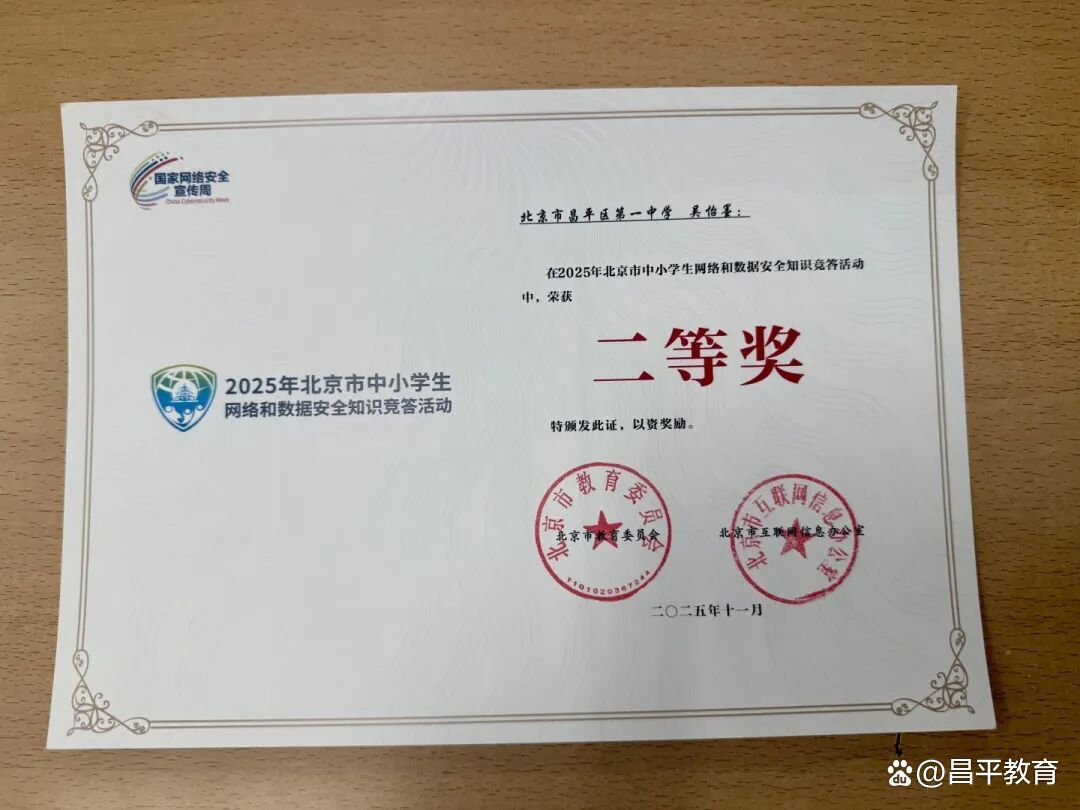 国家网络安全
宣传周
China Cybersecurity Week
北京市昌平区第一中学 吴怡墨：
在2025年北京市中小学生网络和数据安全知识竞答活动
中，荣获
二等奖
2025年北京市中小学生
网络和数据安全知识竞答活动
特颁发此证，以资奖励。
北京市教育委员会
北京市教育委员会
1101020367244
北京市互联网信息办公室
北京市互联网信息办公室
二〇二五年十一月
@昌平教育